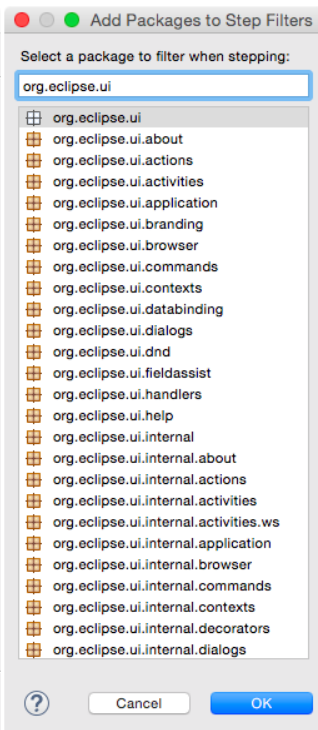 Add Packages to Step Filters
Select a package to filter when stepping:
org.eclipse.ui
org.eclipse.ui
org.eclipse.ui.about
org.eclipse.ui.actions
org.eclipse.ui.activities
org.eclipse.ui.application
org.eclipse.ui.branding
org.eclipse.ui.browser
org.eclipse.ui.commands
org.eclipse.ui.contexts
org.eclipse.ui.databinding
org.eclipse.ui.dialogs
org.eclipse.ui.dnd
org.eclipse.ui.fieldassist
org.eclipse.ui.handlers
org.eclipse.ui.help
org.eclipse.ui.internal
org.eclipse.ui.internal.about
org.eclipse.ui.internal.actions
org.eclipse.ui.internal.activities
org.eclipse.ui.internal.activities.ws
org.eclipse.ui.internal.application
org.eclipse.ui.internal.browser
org.eclipse.ui.internal.commands
org.eclipse.ui.internal.contexts
org.eclipse.ui.internal.decorators
org.eclipse.ui.internal.dialogs
? Cancel OK